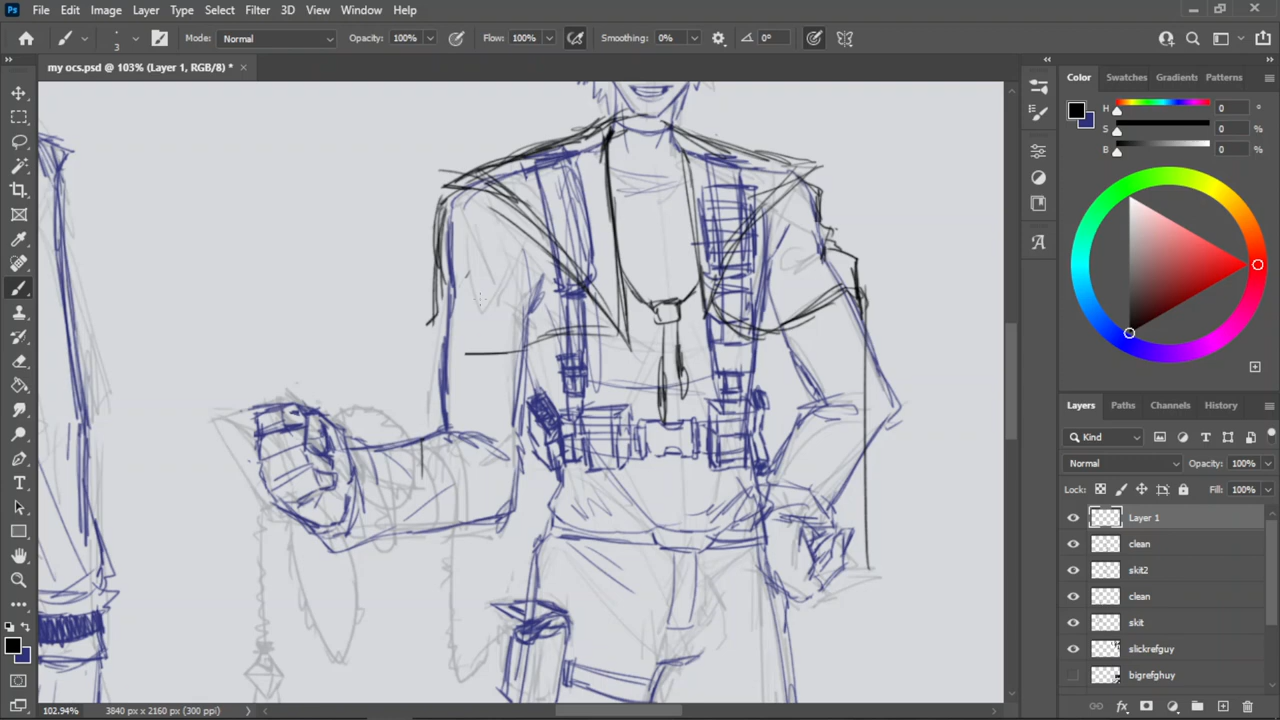 Ps File Edit Image Layer Type Select Filter 3D View Window Help
3 Mode: Normal Opacity: 100% Flow: 100% Smoothing: 0% 0°
my ocs.psd @ 103% (Layer 1, RGB/8) * ×
Color Swatches Gradients Patterns
H 0 °
S 0 %
B 0 %
Layers Paths Channels History
Kind
Normal Opacity: 100%
Lock: Fill: 100%
Layer 1
clean
skit2
clean
skit
slickrefguy
bigrefghuy
102.94% 3840 px x 2160 px (300 ppi)